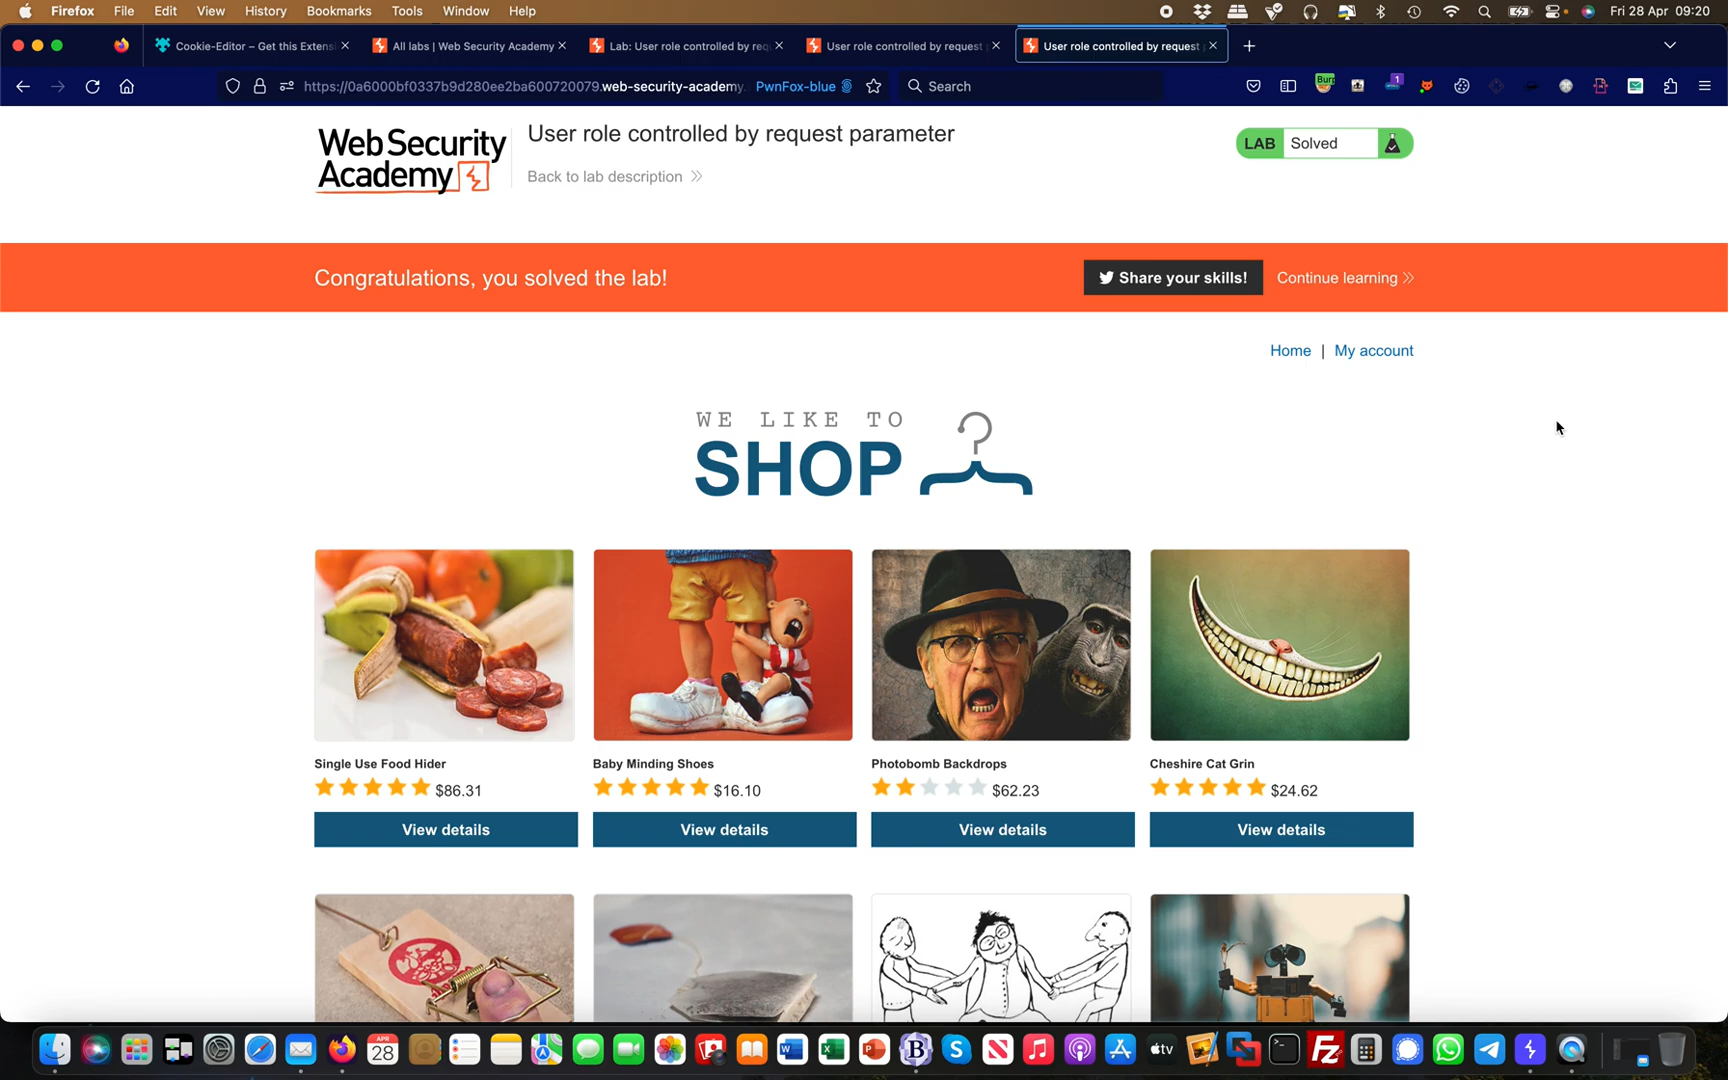 Firefox File Edit View History Bookmarks Tools Window Help
Fri 28 Apr 09:20
Cookie-Editor – Get this Extens
All labs | Web Security Academy
Lab: User role controlled by req
User role controlled by request
User role controlled by request
https://0a6000bf0337b9d280ee2ba600720079.web-security-academy.
PwnFox-blue
Search
Burp
1
Web Security
Academy
User role controlled by request parameter
Back to lab description
LAB Solved
Congratulations, you solved the lab!
Share your skills!
Continue learning
Home | My account
WE LIKE TO
SHOP
Single Use Food Hider
$86.31
View details
Baby Minding Shoes
$16.10
View details
Photobomb Backdrops
$62.23
View details
Cheshire Cat Grin
$24.62
View details
APR
28
tv